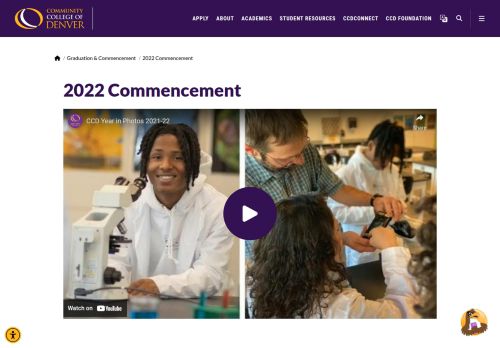 COMMUNITY
COLLEGE OF
DENVER
APPLY ABOUT ACADEMICS STUDENT RESOURCES CCDCONNECT CCD FOUNDATION
/ Graduation & Commencement / 2022 Commencement
2022 Commencement
CCD Year in Photos 2021-22
Share
Watch on YouTube